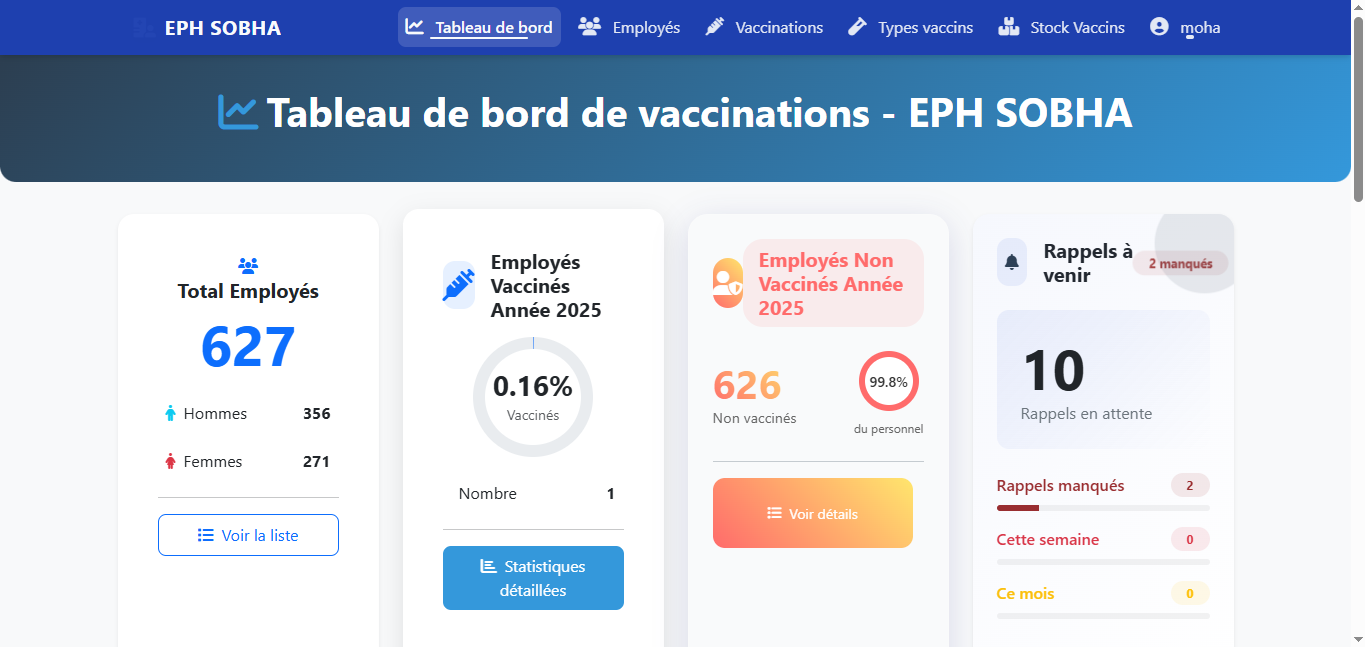 EPH SOBHA
Tableau de bord
Employés
Vaccinations
Types vaccins
Stock Vaccins
moha
Tableau de bord de vaccinations - EPH SOBHA
Total Employés
627
Hommes 356
Femmes 271
Voir la liste
Employés
Vaccinés
Année 2025
0.16%
Vaccinés
Nombre 1
Statistiques
détaillées
Employés Non
Vaccinés Année
2025
626
Non vaccinés
99.8%
du personnel
Voir détails
Rappels à
venir
2 manqués
10
Rappels en attente
Rappels manqués 2
Cette semaine 0
Ce mois 0